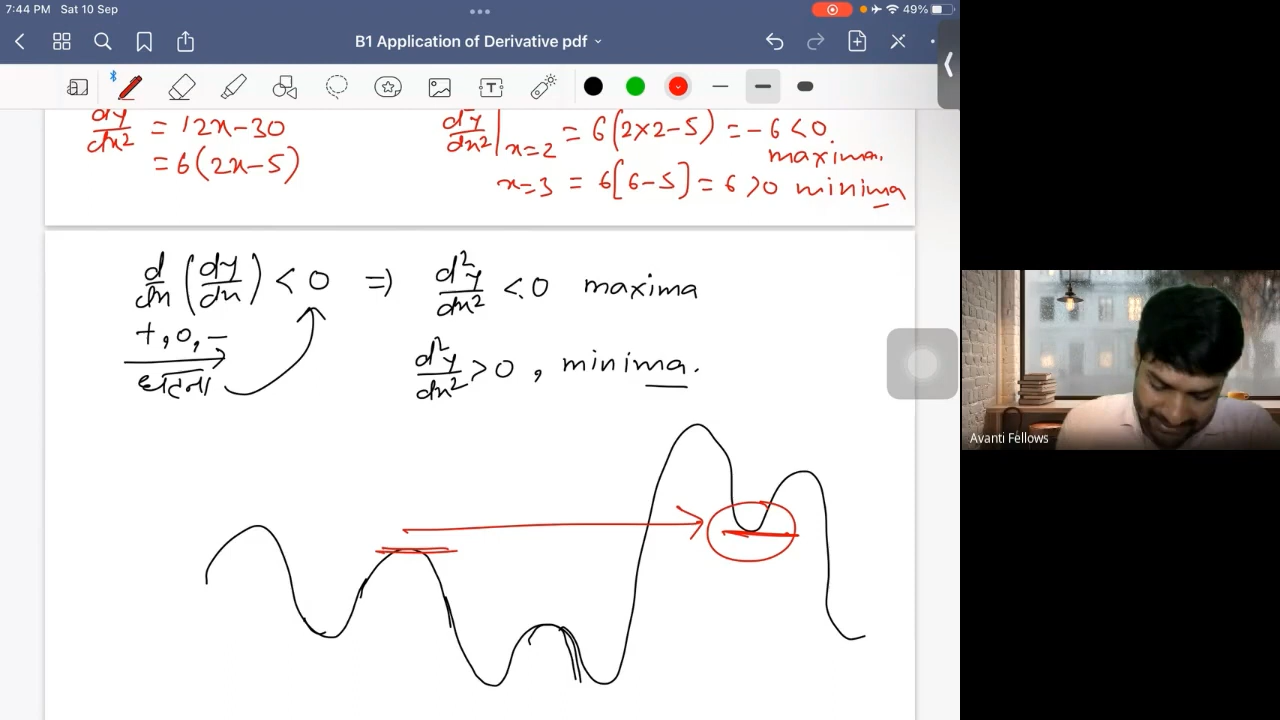 7:44 PM Sat 10 Sep
49%
B1 Application of Derivative pdf
dy/dx² = 12x-30
= 6(2x-5)
d²y/dx²|x=2 = 6(2×2-5) = -6 < 0
maxima.
x=3 = 6[6-5] = 6 > 0 minima
d/dx (dy/dx) < 0 ⇒ d²y/dx² < 0 maxima
+, 0, -
घटना
d²y/dx² > 0, minima.
Avanti Fellows